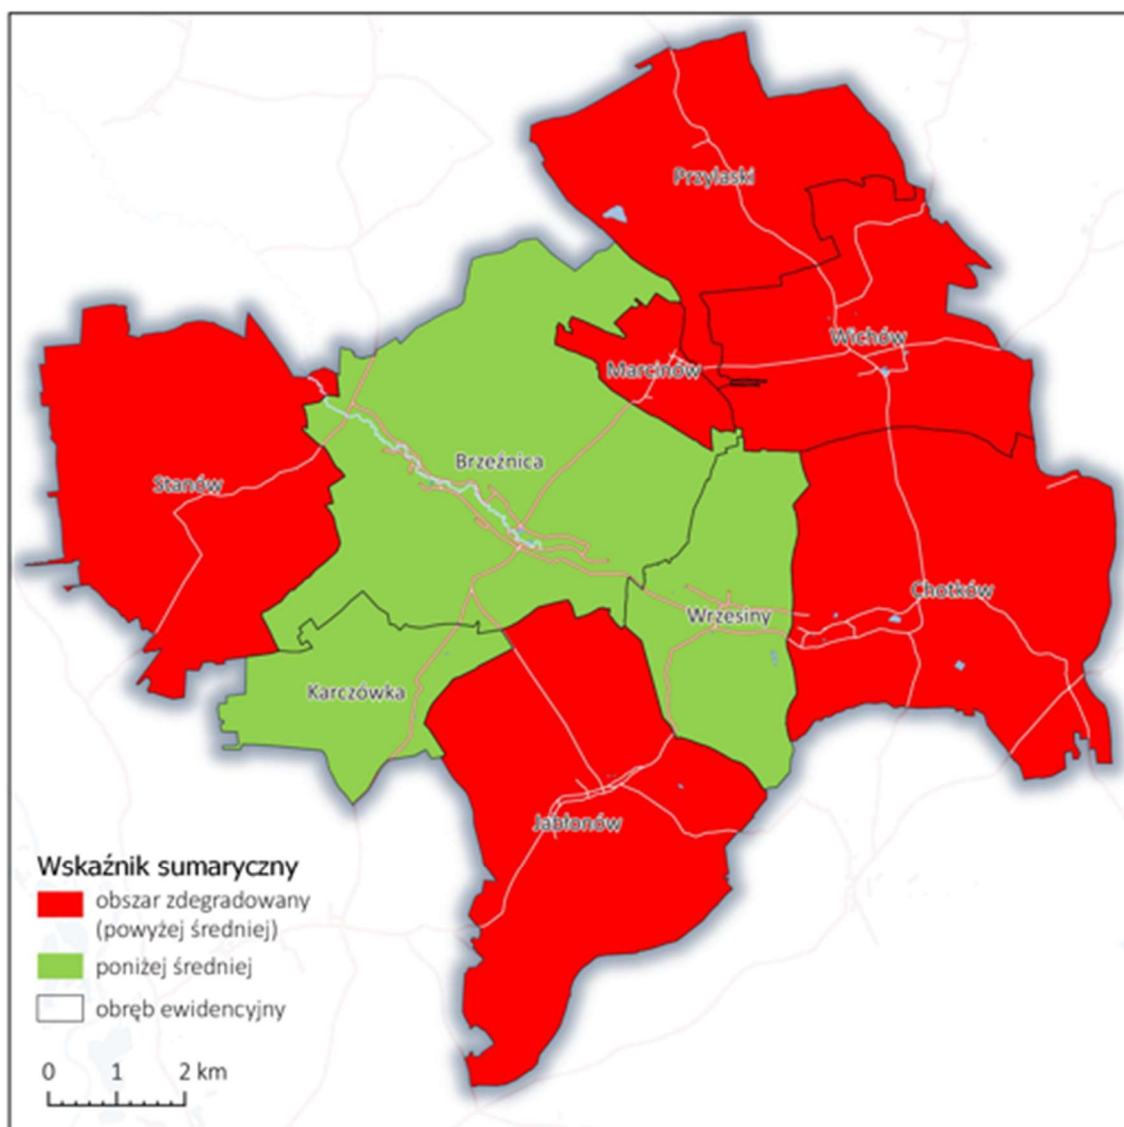 Przylaski
Wichów
Marcinów
Brzeźnica
Stanów
Chotków
Wrzesiny
Karczówka
Jabłonów
Wskaźnik sumaryczny
obszar zdegradowany
(powyżej średniej)
poniżej średniej
obręb ewidencyjny
0 1 2 km